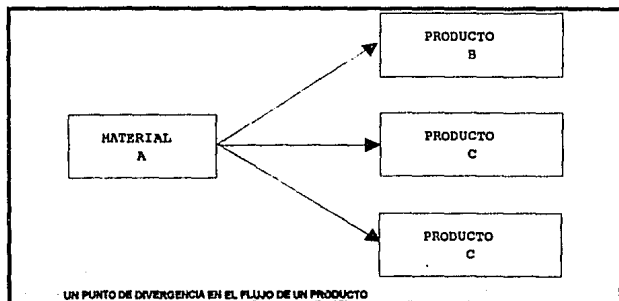 PRODUCTO
B
MATERIAL
A
PRODUCTO
C
PRODUCTO
C
UN PUNTO DE DIVERGENCIA EN EL FLUJO DE UN PRODUCTO